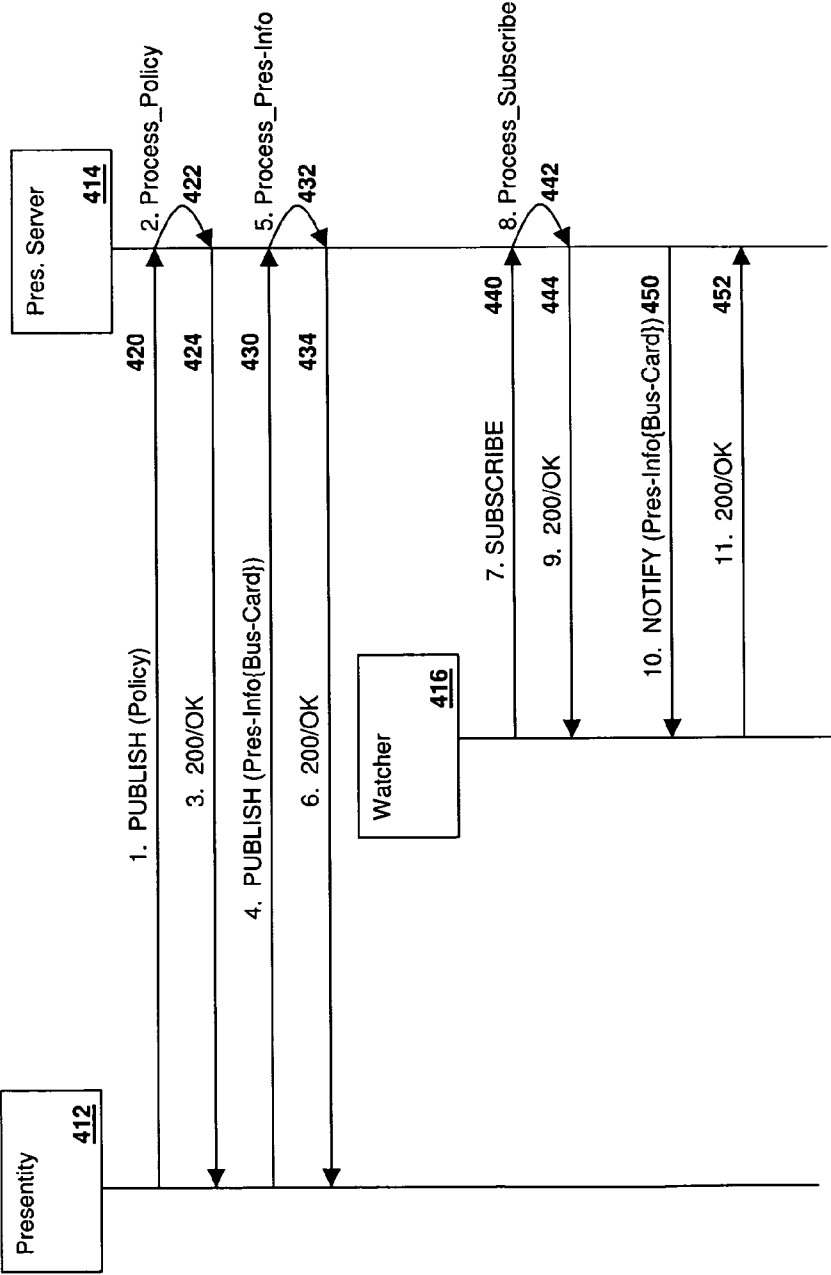 Presentity
412
Pres. Server
414
1. PUBLISH (Policy)
420
2. Process_Policy
422
3. 200/OK
424
4. PUBLISH (Pres-Info{Bus-Card})
430
5. Process_Pres-Info
432
6. 200/OK
434
Watcher
416
7. SUBSCRIBE
440
8. Process_Subscribe
442
9. 200/OK
444
10. NOTIFY (Pres-Info{Bus-Card})
450
11. 200/OK
452